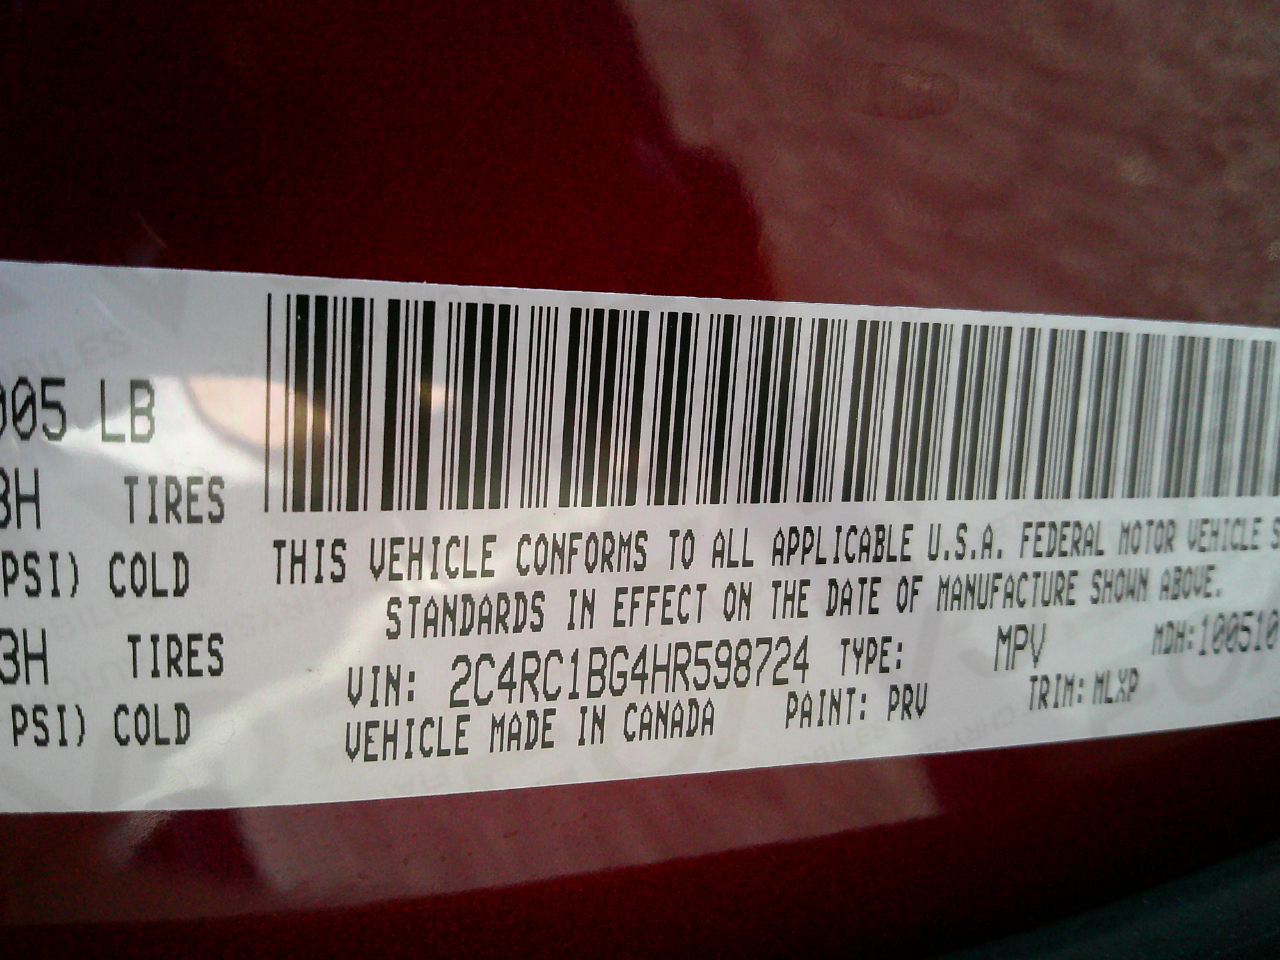 005 LB
3H TIRES
PSI) COLD
3H TIRES
PSI) COLD
THIS VEHICLE CONFORMS TO ALL APPLICABLE U.S.A. FEDERAL MOTOR VEHICLE S
STANDARDS IN EFFECT ON THE DATE OF MANUFACTURE SHOWN ABOVE.
VIN: 2C4RC1BG4HR598724 TYPE: MPV MDH:100510
VEHICLE MADE IN CANADA PAINT: PRV TRIM: MLXP